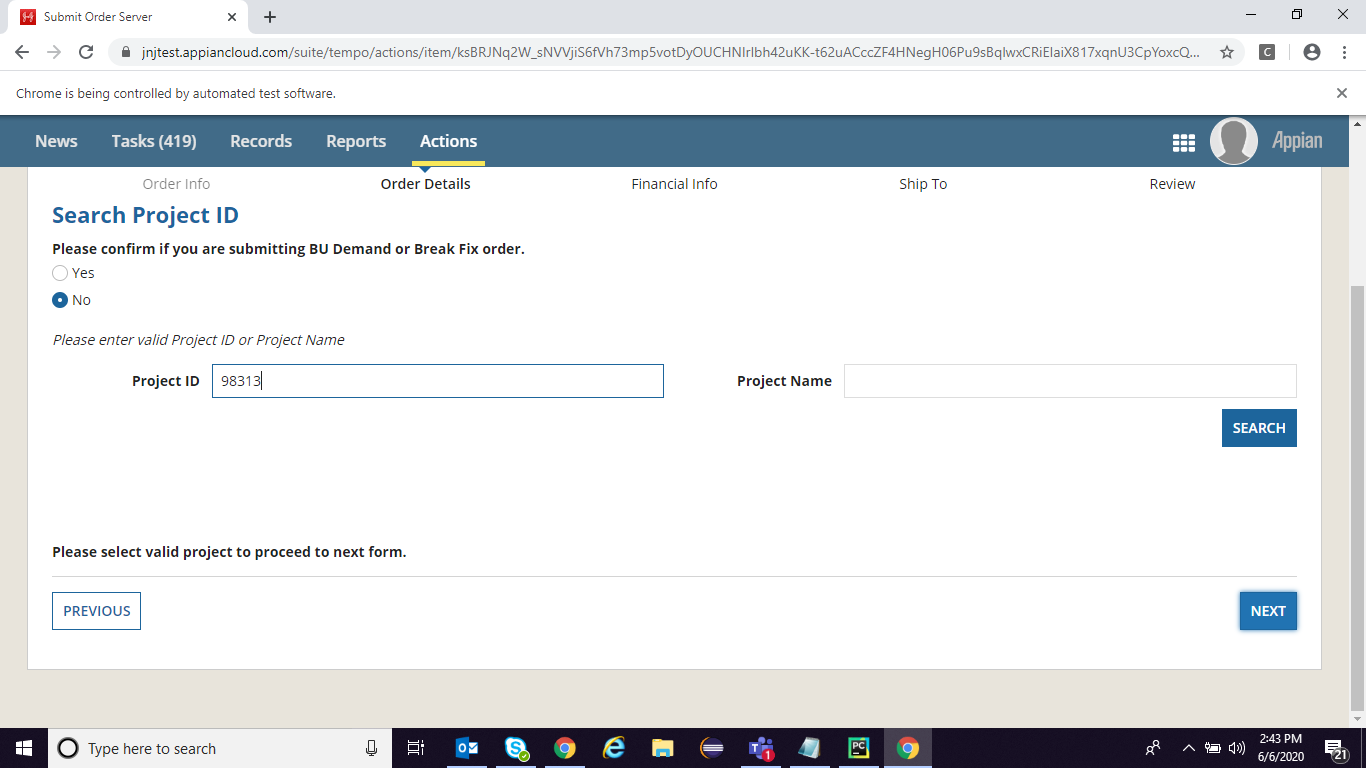 Submit Order Server
jnjtest.appiancloud.com/suite/tempo/actions/item/ksBRJNq2W_sNVVjiS6fVh73mp5votDyOUCHNIrlbh42uKK-t62uACccZF4HNegH06Pu9sBqlwxCRiElaiX817xqnU3CpYoxcQ...
C
Chrome is being controlled by automated test software.
News Tasks (419) Records Reports Actions Appian
Order Info Order Details Financial Info Ship To Review
Search Project ID
Please confirm if you are submitting BU Demand or Break Fix order.
Yes
No
Please enter valid Project ID or Project Name
Project ID 98313 Project Name
SEARCH
Please select valid project to proceed to next form.
PREVIOUS NEXT
Type here to search
2:43 PM
6/6/2020
21
1